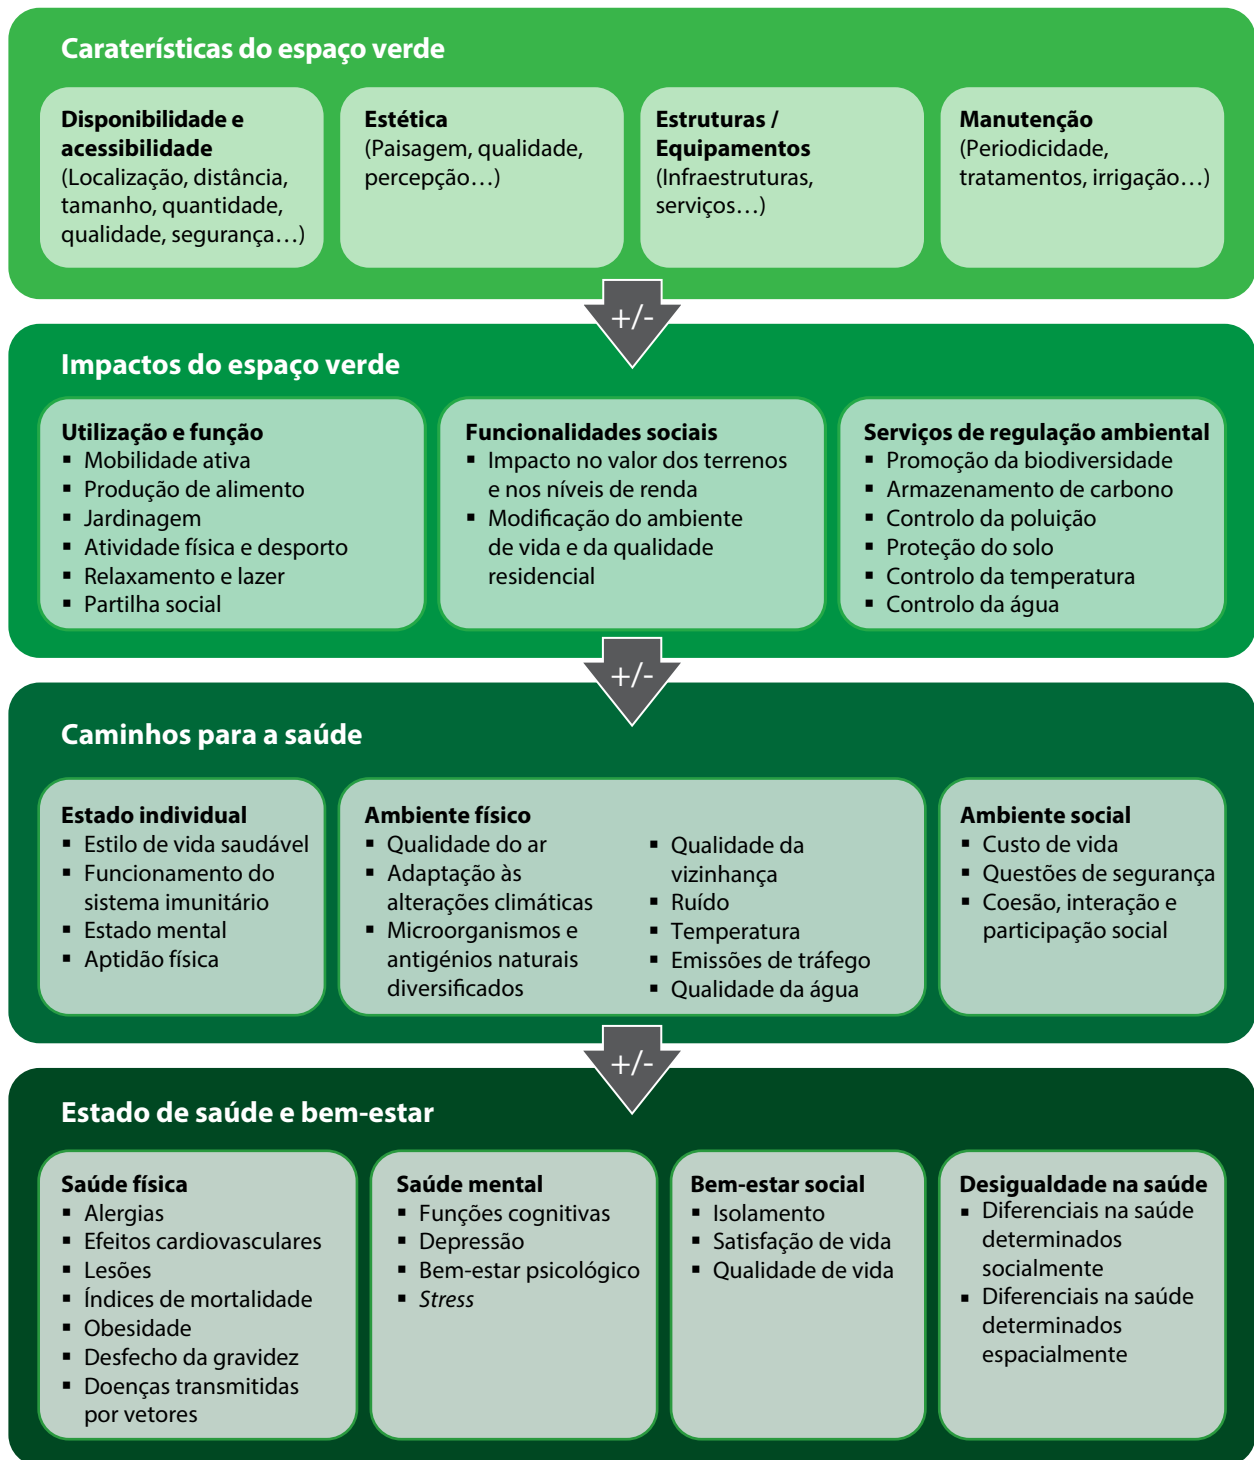 Caraterísticas do espaço verde
Disponibilidade e
acessibilidade
(Localização, distância,
tamanho, quantidade,
qualidade, segurança…)
Estética
(Paisagem, qualidade,
percepção…)
Estruturas /
Equipamentos
(Infraestruturas,
serviços…)
Manutenção
(Periodicidade,
tratamentos, irrigação…)
+/-
Impactos do espaço verde
Utilização e função
▪ Mobilidade ativa
▪ Produção de alimento
▪ Jardinagem
▪ Atividade física e desporto
▪ Relaxamento e lazer
▪ Partilha social
Funcionalidades sociais
▪ Impacto no valor dos terrenos
e nos níveis de renda
▪ Modificação do ambiente
de vida e da qualidade
residencial
Serviços de regulação ambiental
▪ Promoção da biodiversidade
▪ Armazenamento de carbono
▪ Controlo da poluição
▪ Proteção do solo
▪ Controlo da temperatura
▪ Controlo da água
+/-
Caminhos para a saúde
Estado individual
▪ Estilo de vida saudável
▪ Funcionamento do
sistema imunitário
▪ Estado mental
▪ Aptidão física
Ambiente físico
▪ Qualidade do ar
▪ Adaptação às
alterações climáticas
▪ Microorganismos e
antigénios naturais
diversificados
▪ Qualidade da
vizinhança
▪ Ruído
▪ Temperatura
▪ Emissões de tráfego
▪ Qualidade da água
Ambiente social
▪ Custo de vida
▪ Questões de segurança
▪ Coesão, interação e
participação social
+/-
Estado de saúde e bem-estar
Saúde física
▪ Alergias
▪ Efeitos cardiovasculares
▪ Lesões
▪ Índices de mortalidade
▪ Obesidade
▪ Desfecho da gravidez
▪ Doenças transmitidas
por vetores
Saúde mental
▪ Funções cognitivas
▪ Depressão
▪ Bem-estar psicológico
▪ Stress
Bem-estar social
▪ Isolamento
▪ Satisfação de vida
▪ Qualidade de vida
Desigualdade na saúde
▪ Diferenciais na saúde
determinados
socialmente
▪ Diferenciais na saúde
determinados
espacialmente